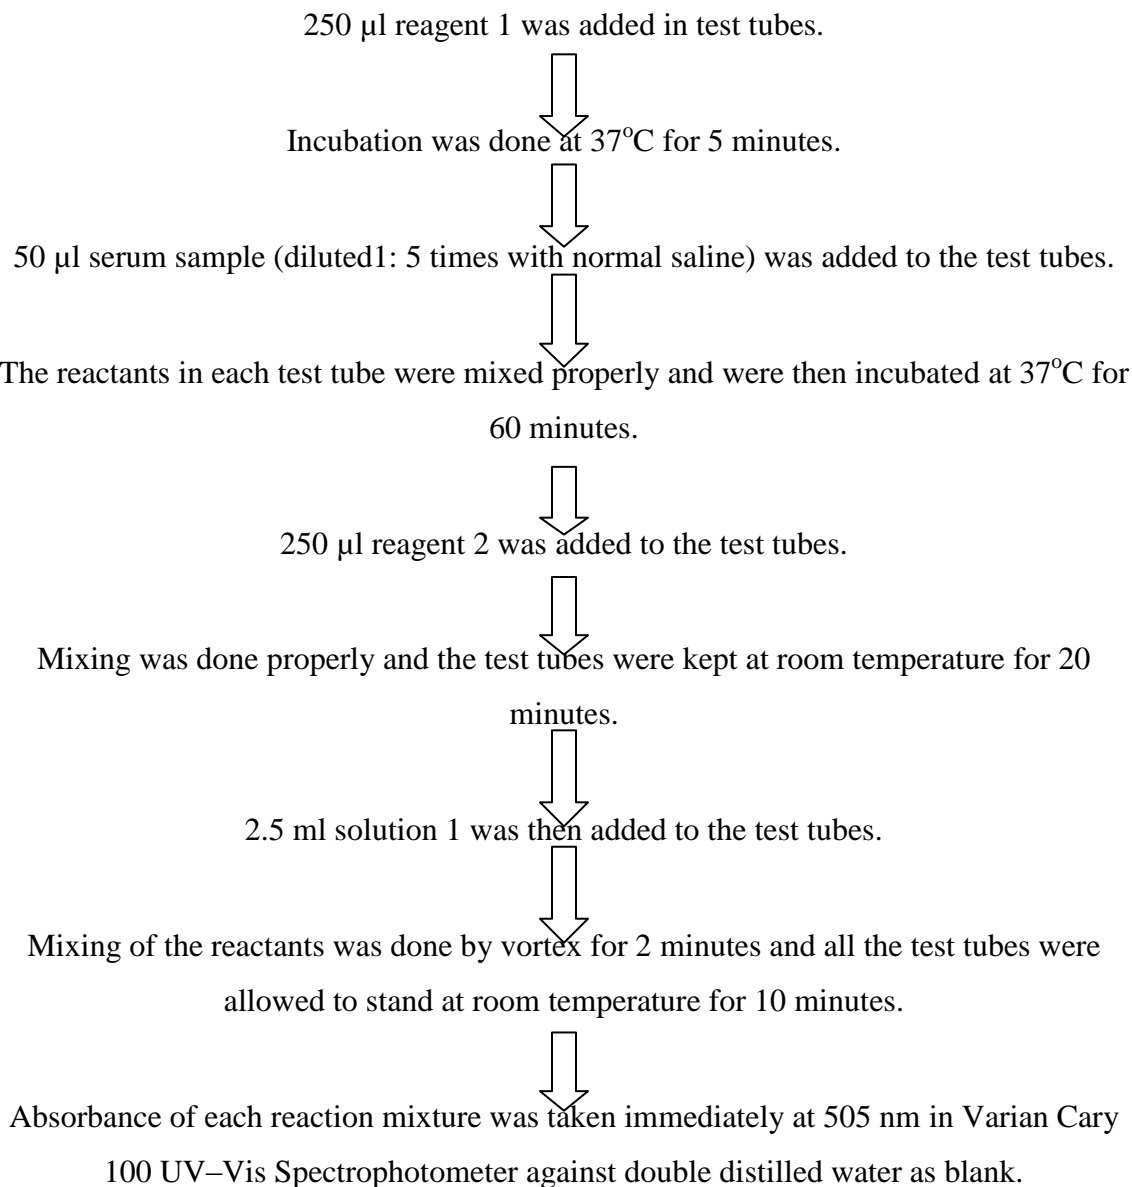 250 µl reagent 1 was added in test tubes.
Incubation was done at 37°C for 5 minutes.
50 µl serum sample (diluted1: 5 times with normal saline) was added to the test tubes.
The reactants in each test tube were mixed properly and were then incubated at 37°C for
60 minutes.
250 µl reagent 2 was added to the test tubes.
Mixing was done properly and the test tubes were kept at room temperature for 20
minutes.
2.5 ml solution 1 was then added to the test tubes.
Mixing of the reactants was done by vortex for 2 minutes and all the test tubes were
allowed to stand at room temperature for 10 minutes.
Absorbance of each reaction mixture was taken immediately at 505 nm in Varian Cary
100 UV–Vis Spectrophotometer against double distilled water as blank.